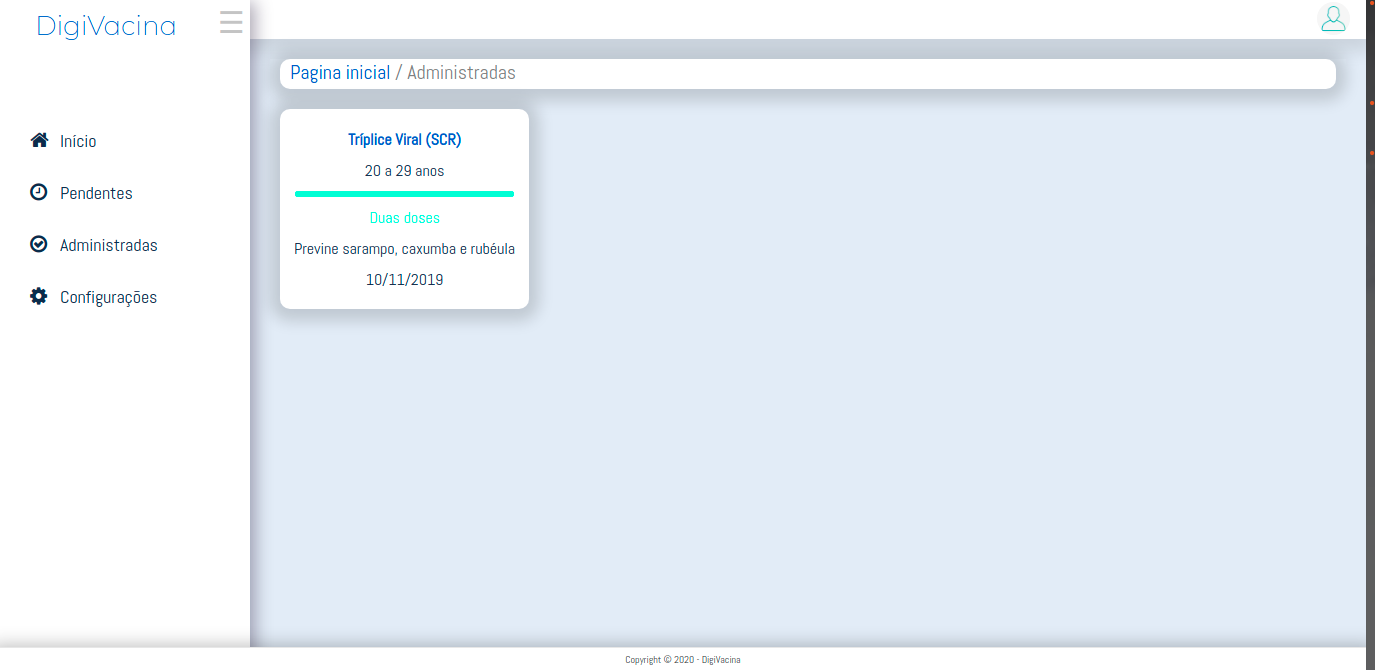 DigiVacina
Início
Pendentes
Administradas
Configurações
Pagina inicial / Administradas
Tríplice Viral (SCR)
20 a 29 anos
Duas doses
Previne sarampo, caxumba e rubéula
10/11/2019
Copyright © 2020 - DigiVacina